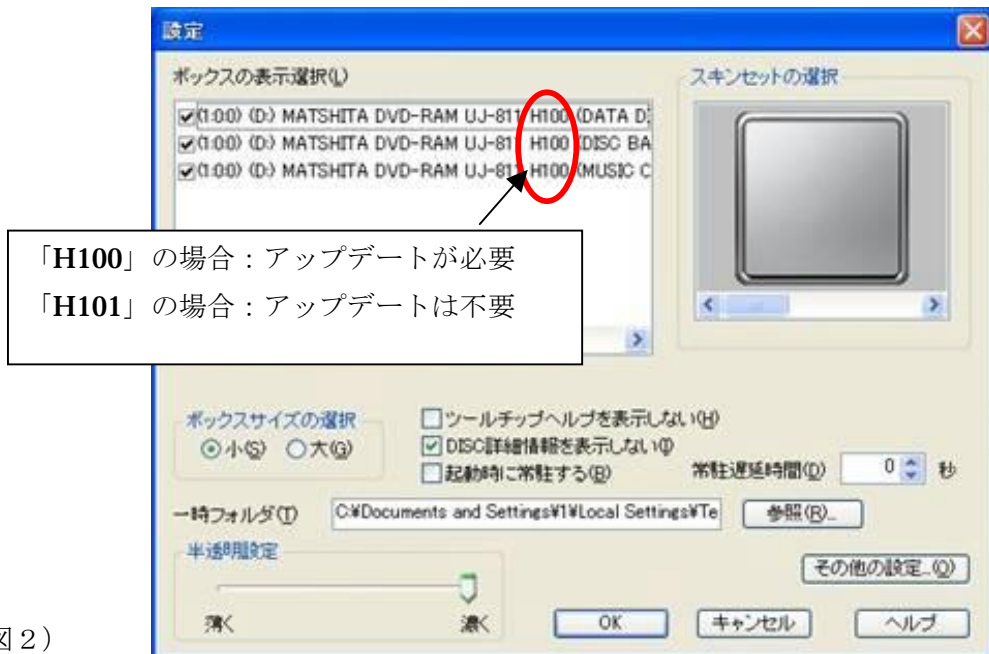 設定
ボックスの表示選択(L)
スキンセットの選択
(1:0:0) (D:) MATSHITA DVD-RAM UJ-811 H100 (DATA D
(1:0:0) (D:) MATSHITA DVD-RAM UJ-811 H100 (DISC BA
(1:0:0) (D:) MATSHITA DVD-RAM UJ-811 H100 (MUSIC C
「H100」の場合：アップデートが必要
「H101」の場合：アップデートは不要
ボックスサイズの選択
小(S) 大(G)
ツールチップヘルプを表示しない(H)
DISC詳細情報を表示しない(I)
起動時に常駐する(B)
常駐遅延時間(D) 0 秒
一時フォルダ(T) C:¥Documents and Settings¥1¥Local Settings¥Te 参照(R)...
半透明設定
薄く 濃く
その他の設定...(O)
OK キャンセル ヘルプ
図２）